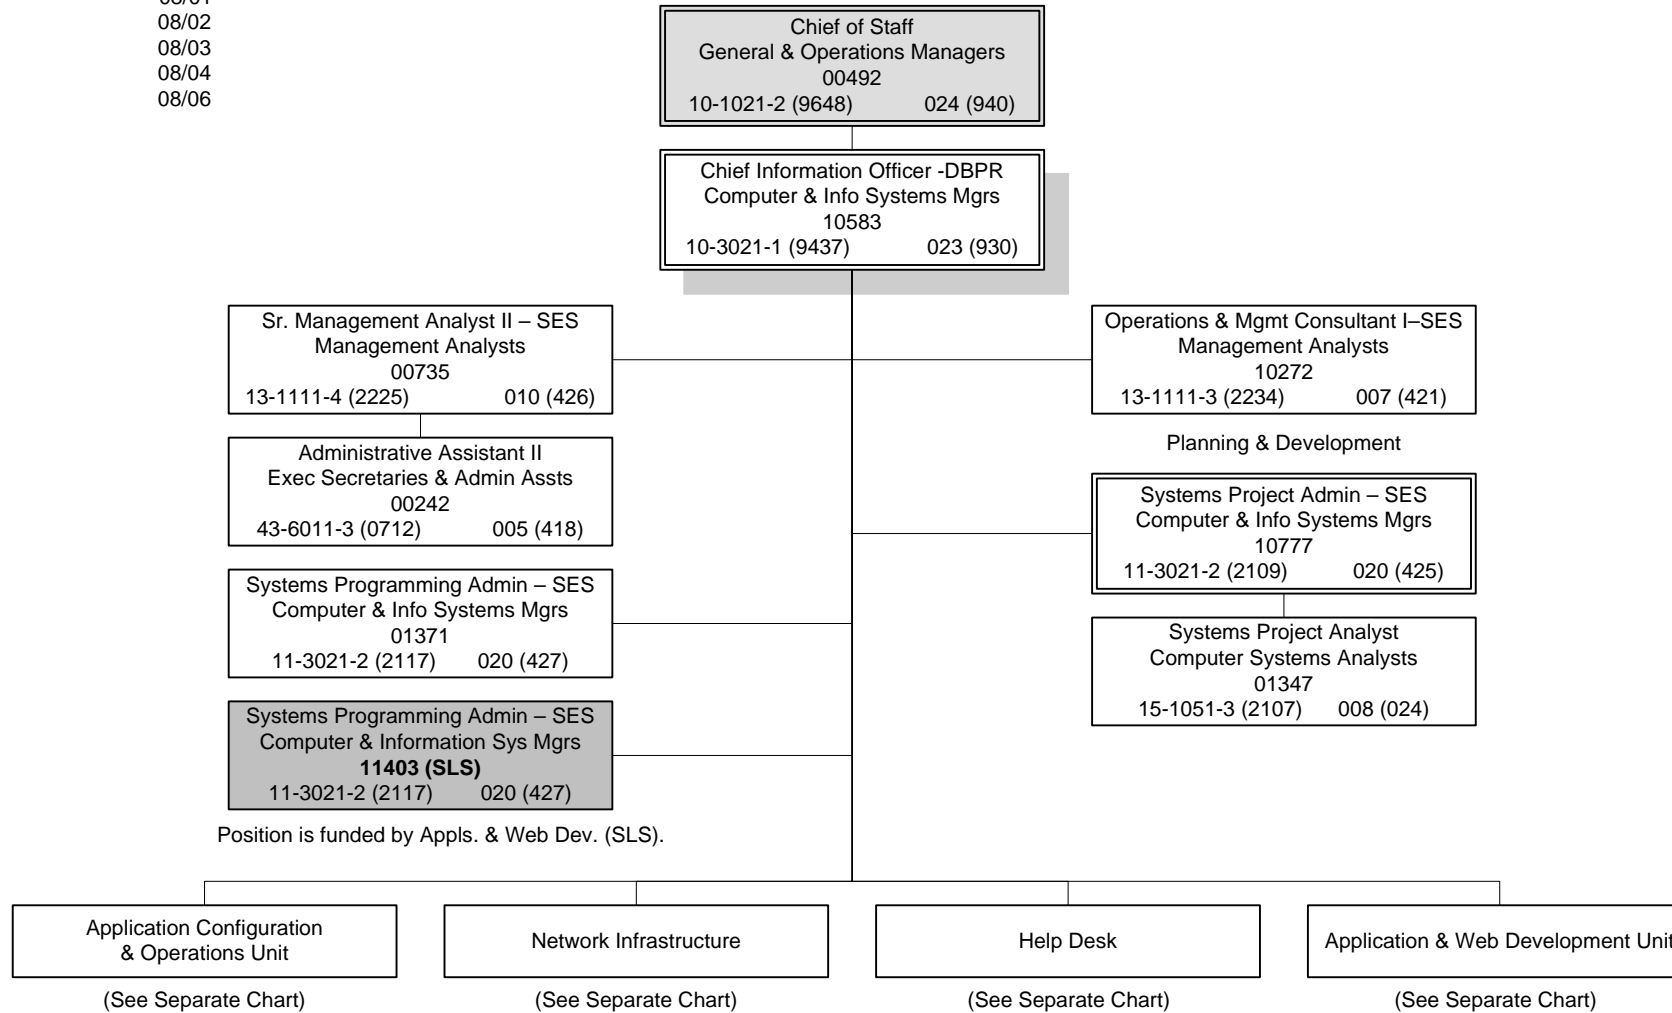 08/01
08/02
08/03
08/04
08/06
Chief of Staff
General & Operations Managers
00492
10-1021-2 (9648) 024 (940)
Chief Information Officer -DBPR
Computer & Info Systems Mgrs
10583
10-3021-1 (9437) 023 (930)
Sr. Management Analyst II – SES
Management Analysts
00735
13-1111-4 (2225) 010 (426)
Administrative Assistant II
Exec Secretaries & Admin Assts
00242
43-6011-3 (0712) 005 (418)
Systems Programming Admin – SES
Computer & Info Systems Mgrs
01371
11-3021-2 (2117) 020 (427)
Systems Programming Admin – SES
Computer & Information Sys Mgrs
11403 (SLS)
11-3021-2 (2117) 020 (427)
Position is funded by Appls. & Web Dev. (SLS).
Operations & Mgmt Consultant I–SES
Management Analysts
10272
13-1111-3 (2234) 007 (421)
Planning & Development
Systems Project Admin – SES
Computer & Info Systems Mgrs
10777
11-3021-2 (2109) 020 (425)
Systems Project Analyst
Computer Systems Analysts
01347
15-1051-3 (2107) 008 (024)
Application Configuration
& Operations Unit
(See Separate Chart)
Network Infrastructure
(See Separate Chart)
Help Desk
(See Separate Chart)
Application & Web Development Unit
(See Separate Chart)